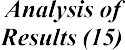 Analysis of
Results (15)